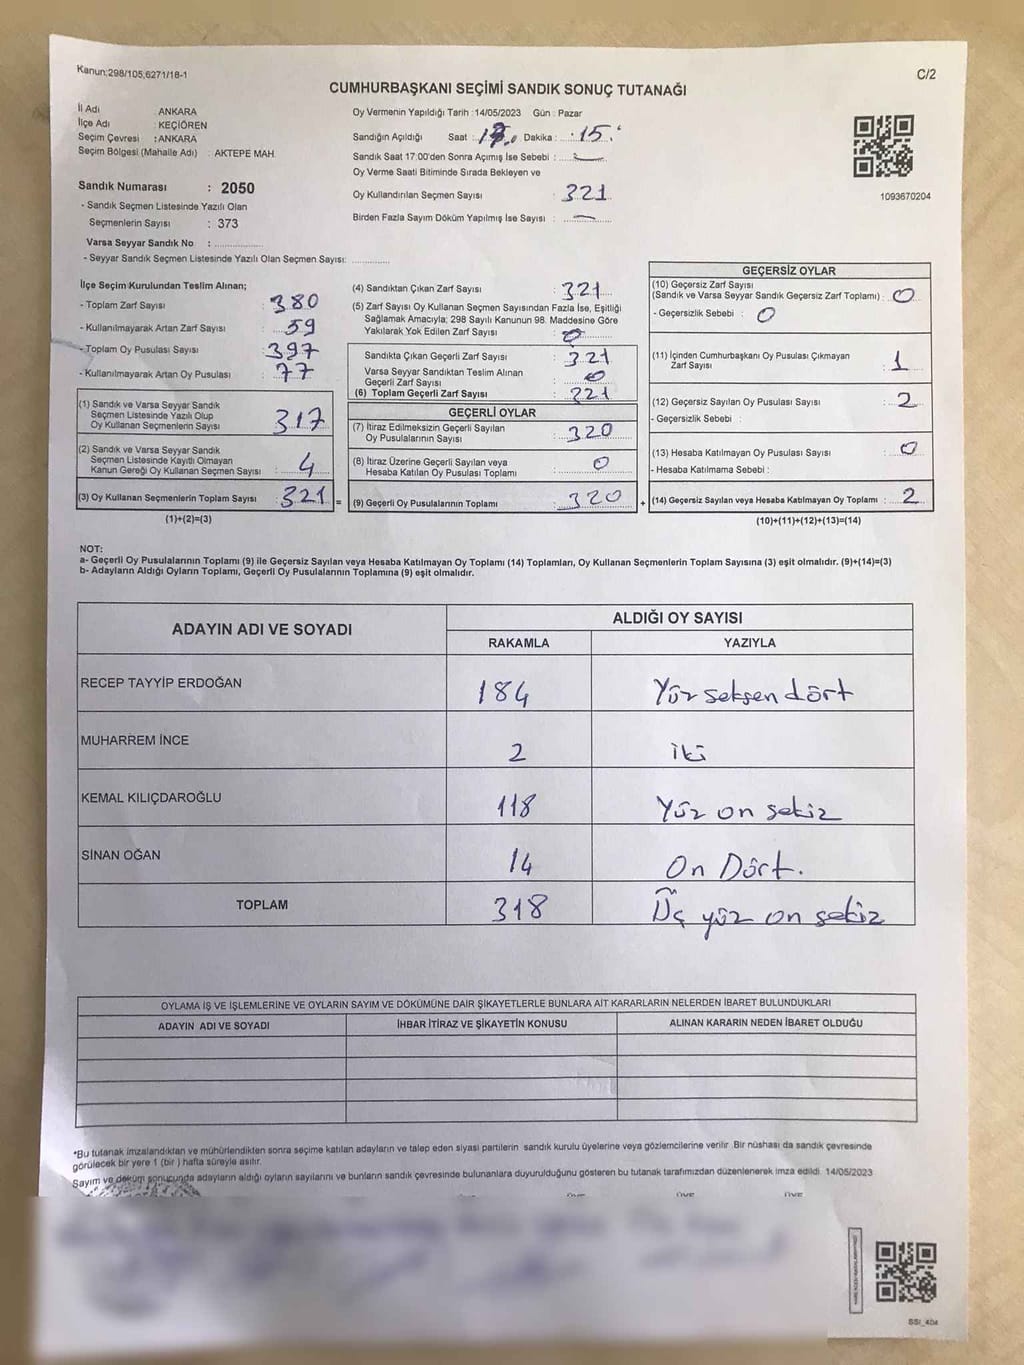 Kanun:298/105,6271/18-1
C/2
CUMHURBAŞKANI SEÇİMİ SANDIK SONUÇ TUTANAĞI
İl Adı : ANKARA
İlçe Adı : KEÇİÖREN
Seçim Çevresi : ANKARA
Seçim Bölgesi (Mahalle Adı) : AKTEPE MAH.
Sandık Numarası : 2050
- Sandık Seçmen Listesinde Yazılı Olan
Seçmenlerin Sayısı : 373
Varsa Seyyar Sandık No : ................
- Seyyar Sandık Seçmen Listesinde Yazılı Olan Seçmen Sayısı: ............
Oy Vermenin Yapıldığı Tarih :14/05/2023 Gün : Pazar
Sandığın Açıldığı Saat : Dakika : 15
Sandık Saat 17:00'den Sonra Açımış İse Sebebi :
Oy Verme Saati Bitiminde Sırada Bekleyen ve
Oy Kullandırılan Seçmen Sayısı : 321
Birden Fazla Sayım Döküm Yapılmış İse Sayısı :
1093670204
İlçe Seçim Kurulundan Teslim Alınan;
- Toplam Zarf Sayısı : 380
- Kullanılmayarak Artan Zarf Sayısı : 59
- Toplam Oy Pusulası Sayısı : 397
- Kullanılmayarak Artan Oy Pusulası : 77
(1) Sandık ve Varsa Seyyar Sandık
Seçmen Listesinde Yazılı Olup
Oy Kullanan Seçmenlerin Sayısı : 317
(2) Sandık ve Varsa Seyyar Sandık
Seçmen Listesinde Kayıtlı Olmayan
Kanun Gereği Oy Kullanan Seçmen Sayısı : 4
(3) Oy Kullanan Seçmenlerin Toplam Sayısı : 321 =
(1)+(2)=(3)
(4) Sandıktan Çıkan Zarf Sayısı : 321
(5) Zarf Sayısı Oy Kullanan Seçmen Sayısından Fazla İse, Eşitliği
Sağlamak Amacıyla; 298 Sayılı Kanunun 98. Maddesine Göre
Yakılarak Yok Edilen Zarf Sayısı : 0
Sandıkta Çıkan Geçerli Zarf Sayısı : 321
Varsa Seyyar Sandıktan Teslim Alınan
Geçerli Zarf Sayısı : 0
(6) Toplam Geçerli Zarf Sayısı : 321
GEÇERLİ OYLAR
(7) İtiraz Edilmeksizin Geçerli Sayılan
Oy Pusulalarının Sayısı : 320
(8) İtiraz Üzerine Geçerli Sayılan veya
Hesaba Katılan Oy Pusulası Toplamı : 0
(9) Geçerli Oy Pusulalarının Toplamı : 320 +
GEÇERSİZ OYLAR
(10) Geçersiz Zarf Sayısı
(Sandık ve Varsa Seyyar Sandık Geçersiz Zarf Toplamı) : 0
- Geçersizlik Sebebi : 0
(11) İçinden Cumhurbaşkanı Oy Pusulası Çıkmayan
Zarf Sayısı : 1
(12) Geçersiz Sayılan Oy Pusulası Sayısı : 2
- Geçersizlik Sebebi :
(13) Hesaba Katılmayan Oy Pusulası Sayısı : 0
- Hesaba Katılmama Sebebi :
(14) Geçersiz Sayılan veya Hesaba Katılmayan Oy Toplamı : 2
(10)+(11)+(12)+(13)=(14)
NOT:
a- Geçerli Oy Pusulalarının Toplamı (9) ile Geçersiz Sayılan veya Hesaba Katılmayan Oy Toplamı (14) Toplamları, Oy Kullanan Seçmenlerin Toplam Sayısına (3) eşit olmalıdır. (9)+(14)=(3)
b- Adayların Aldığı Oyların Toplamı, Geçerli Oy Pusulalarının Toplamına (9) eşit olmalıdır.
ADAYIN ADI VE SOYADI
ALDIĞI OY SAYISI
RAKAMLA YAZIYLA
RECEP TAYYİP ERDOĞAN 184 Yüz seksen dört
MUHARREM İNCE 2 iki
KEMAL KILIÇDAROĞLU 118 Yüz on sekiz
SİNAN OĞAN 14 On Dört.
TOPLAM 318 Üç yüz on sekiz
OYLAMA İŞ VE İŞLEMLERİNE VE OYLARIN SAYIM VE DÖKÜMÜNE DAİR ŞİKAYETLERLE BUNLARA AİT KARARLARIN NELERDEN İBARET BULUNDUKLARI
ADAYIN ADI VE SOYADI İHBAR İTİRAZ VE ŞİKAYETİN KONUSU ALINAN KARARIN NEDEN İBARET OLDUĞU
*Bu tutanak imzalandıktan ve mühürlendikten sonra seçime katılan adayların ve talep eden siyasi partilerin sandık kurulu üyelerine veya gözlemcilerine verilir. Bir nüshası da sandık çevresinde
görülecek bir yere 1 (bir ) hafta süreyle asılır.
Sayım ve döküm sonucunda adayların aldığı oyların sayılarını ve bunların sandık çevresinde bulunanlara duyurulduğunu gösteren bu tutanak tarafımızdan düzenlenerek imza edildi. 14/05/2023
SSI_404